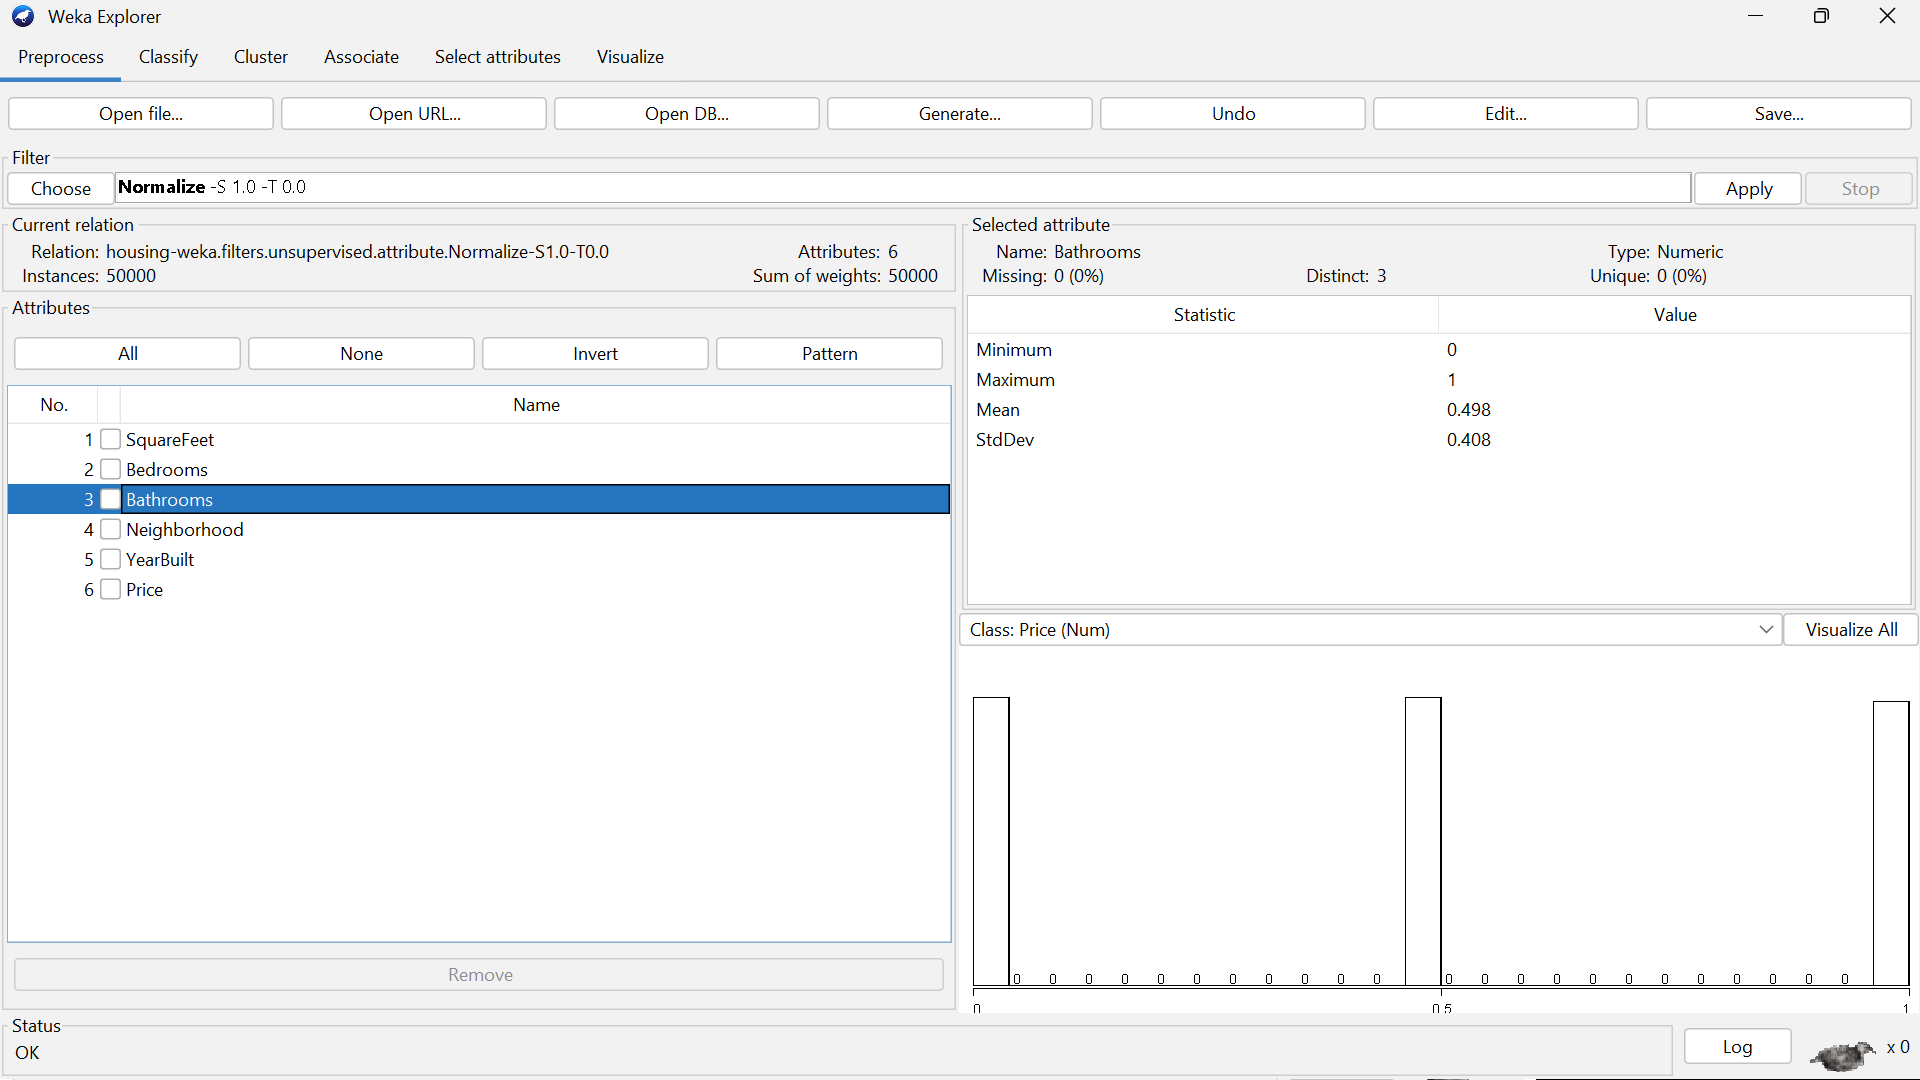 Weka Explorer
Preprocess Classify Cluster Associate Select attributes Visualize
Open file... Open URL... Open DB... Generate... Undo Edit... Save...
Filter
Choose Normalize -S 1.0 -T 0.0 Apply Stop
Current relation
Relation: housing-weka.filters.unsupervised.attribute.Normalize-S1.0-T0.0 Attributes: 6
Instances: 50000 Sum of weights: 50000
Attributes
All None Invert Pattern
No. Name
1 SquareFeet
2 Bedrooms
3 Bathrooms
4 Neighborhood
5 YearBuilt
6 Price
Remove
Selected attribute
Name: Bathrooms Type: Numeric
Missing: 0 (0%) Distinct: 3 Unique: 0 (0%)
Statistic Value
Minimum 0
Maximum 1
Mean 0.498
StdDev 0.408
Class: Price (Num) Visualize All
0 0 0 0 0 0 0 0 0 0 0 0 0 0 0 0 0 0 0 0 0 0 0
0 0.5 1
Status
OK
Log x 0